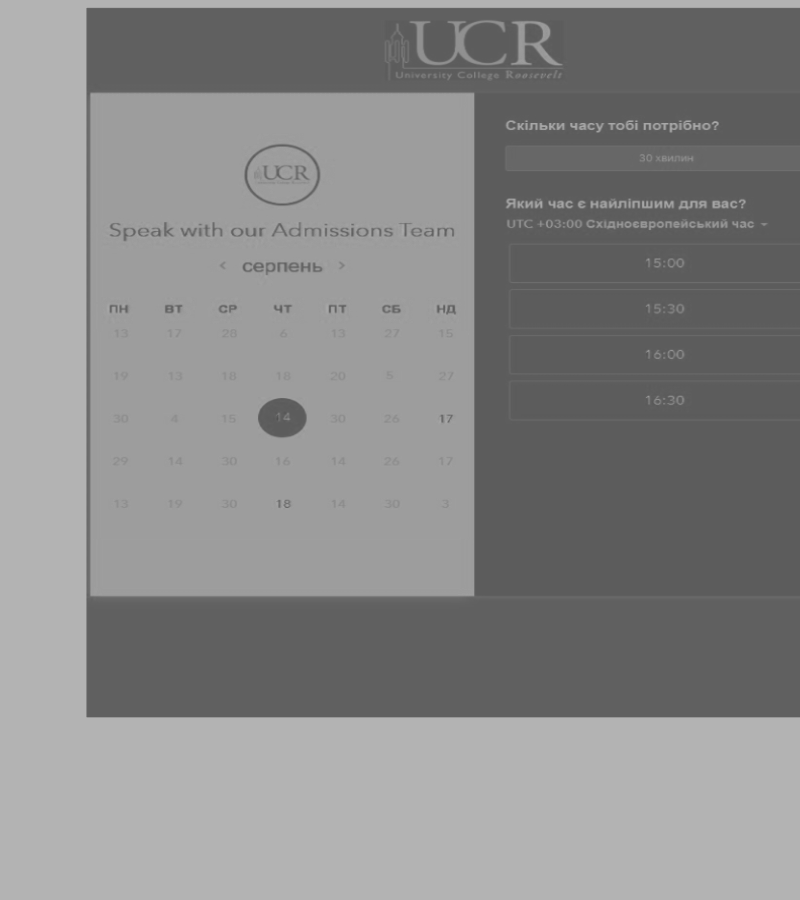 UCR
University College Roosevelt
UCR
Speak with our Admissions Team
< серпень >
ПН ВТ СР ЧТ ПТ СБ НД
13 17 28 6 13 27 15
19 13 18 18 20 5 27
30 4 15 14 30 26 17
29 14 30 16 14 26 17
13 19 30 18 14 30 3
Скільки часу тобі потрібно?
30 хвилин
Який час є найліпшим для вас?
UTC +03:00 Східноєвропейський час
15:00
15:30
16:00
16:30